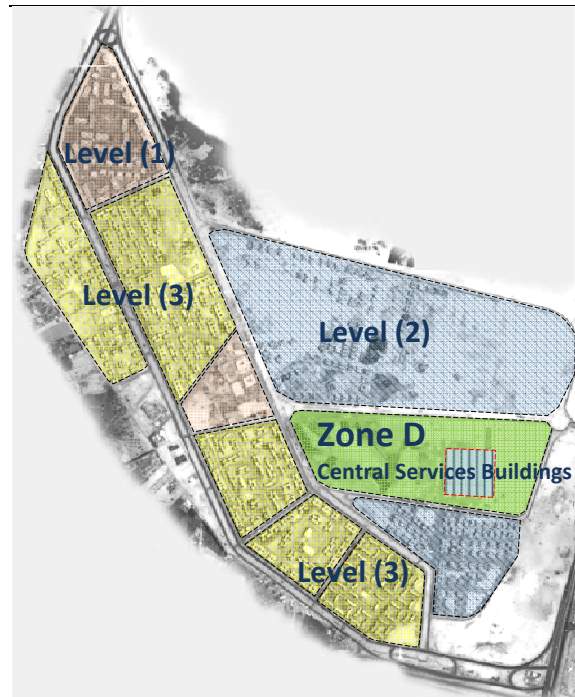 Level (1)
Level (3)
Level (2)
Zone D
Central Services Buildings
Level (3)